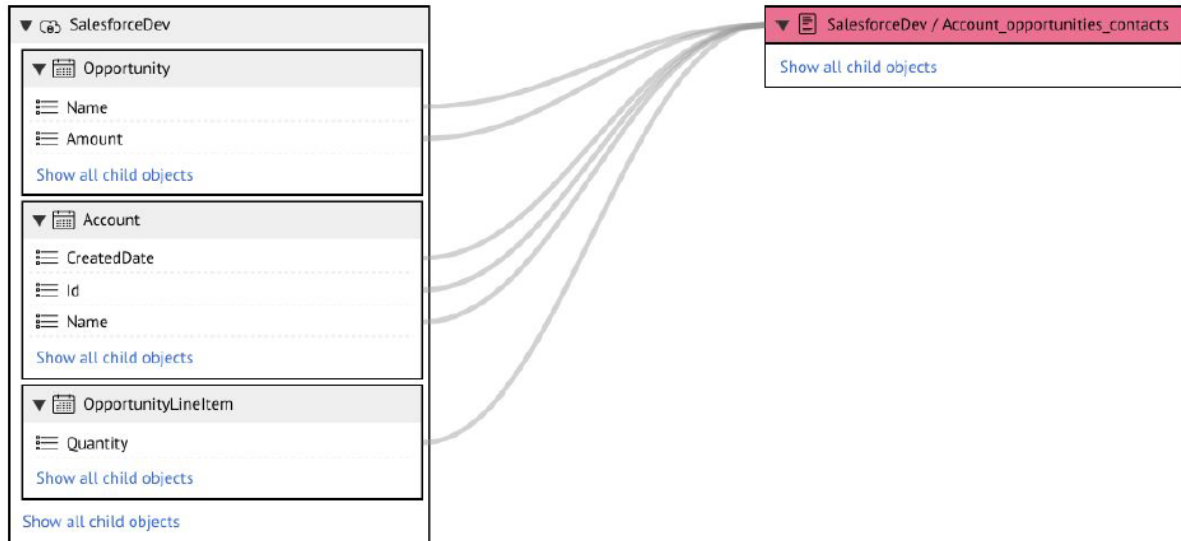 SalesforceDev
Opportunity
Name
Amount
Show all child objects
Account
CreatedDate
Id
Name
Show all child objects
OpportunityLineItem
Quantity
Show all child objects
Show all child objects
SalesforceDev / Account_opportunities_contacts
Show all child objects